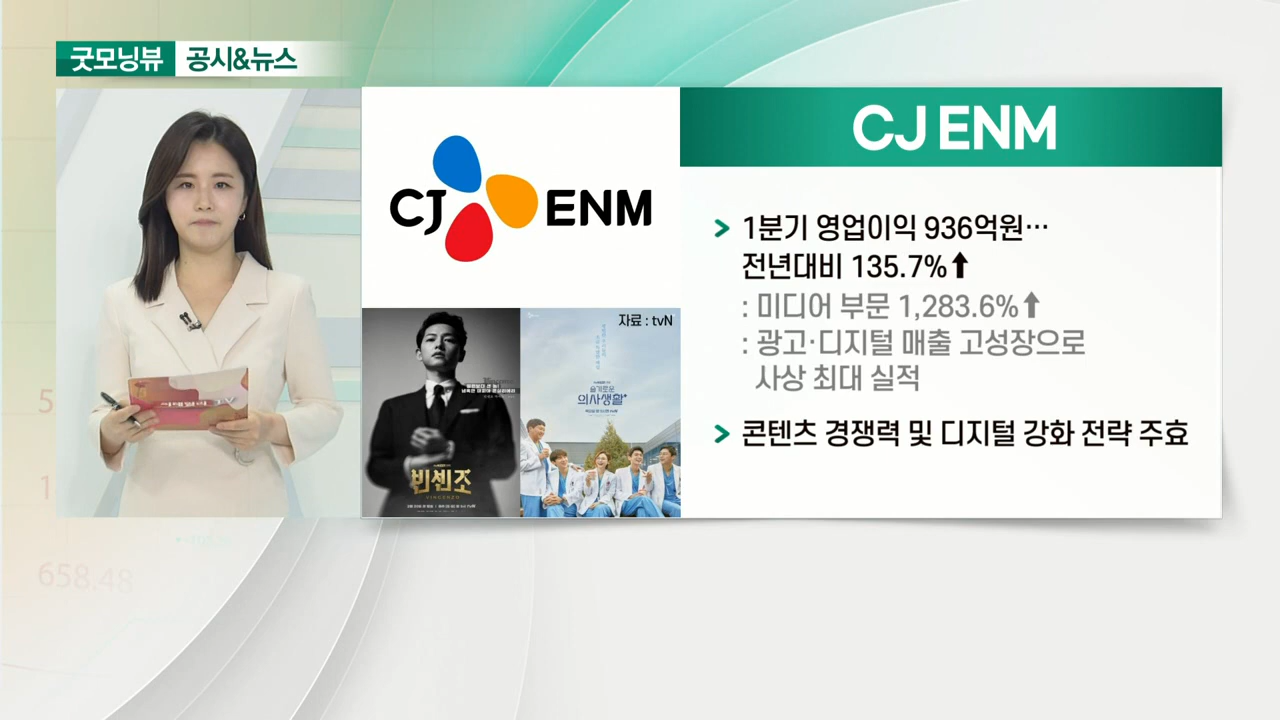 굿모닝뷰 공시&뉴스
CJ ENM
CJ ENM
1분기 영업이익 936억원…
전년대비 135.7%⬆
: 미디어 부문 1,283.6%⬆
: 광고·디지털 매출 고성장으로
사상 최대 실적
콘텐츠 경쟁력 및 디지털 강화 전략 주효
자료 : tvN
빈센조
VINCENZO
슬기로운
의사생활
658.48